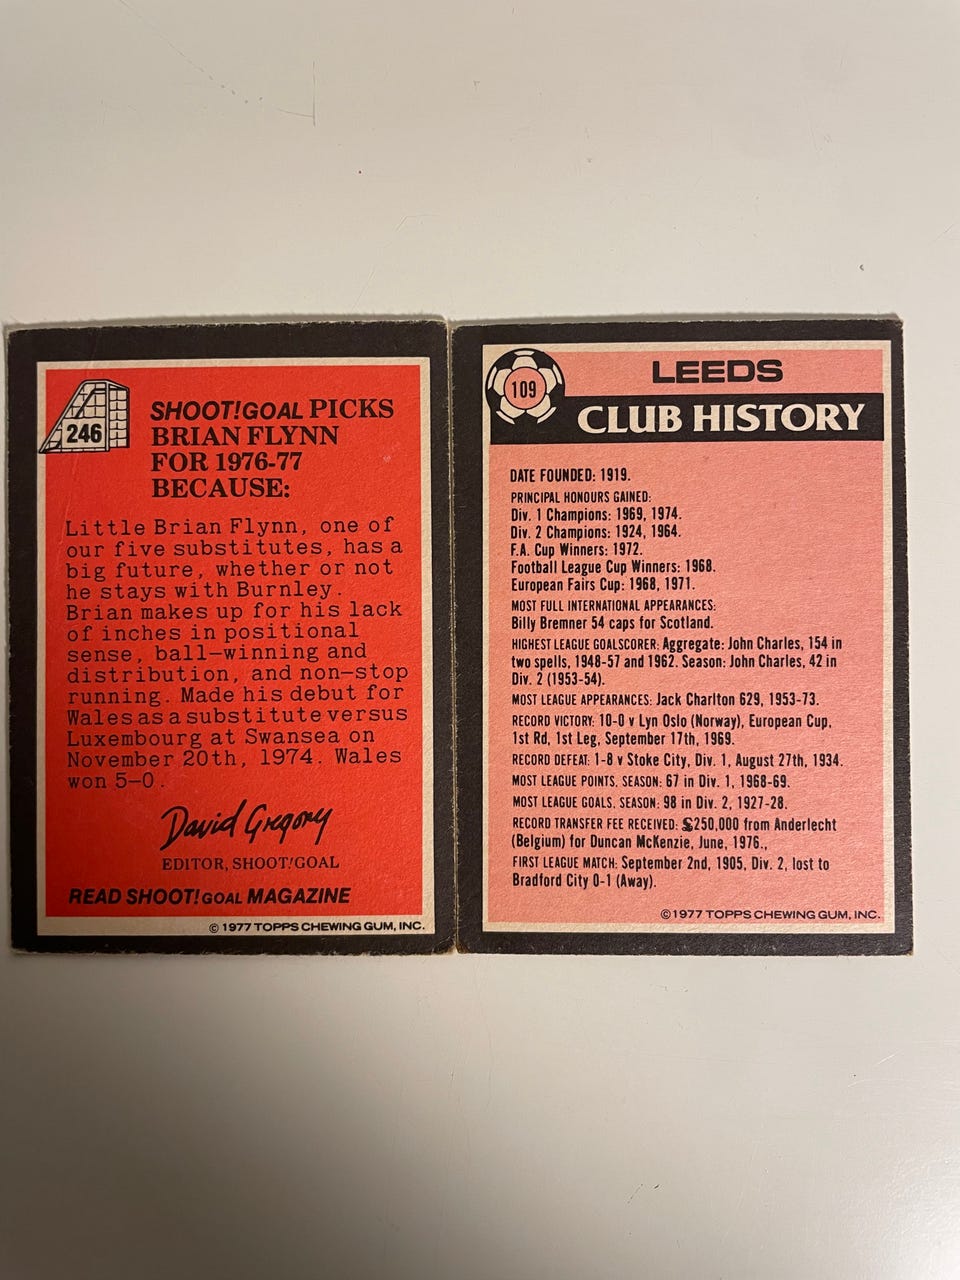 246
SHOOT!GOAL PICKS
BRIAN FLYNN
FOR 1976-77
BECAUSE:
Little Brian Flynn, one of
our five substitutes, has a
big future, whether or not
he stays with Burnley.
Brian makes up for his lack
of inches in positional
sense, ball-winning and
distribution, and non-stop
running. Made his debut for
Wales as a substitute versus
Luxembourg at Swansea on
November 20th, 1974. Wales
won 5-0.
David Gregory
EDITOR, SHOOT!GOAL
READ SHOOT!GOAL MAGAZINE
©1977 TOPPS CHEWING GUM, INC.
109
LEEDS
CLUB HISTORY
DATE FOUNDED: 1919.
PRINCIPAL HONOURS GAINED:
Div. 1 Champions: 1969, 1974.
Div. 2 Champions: 1924, 1964.
F.A. Cup Winners: 1972.
Football League Cup Winners: 1968.
European Fairs Cup: 1968, 1971.
MOST FULL INTERNATIONAL APPEARANCES:
Billy Bremner 54 caps for Scotland.
HIGHEST LEAGUE GOALSCORER: Aggregate: John Charles, 154 in
two spells, 1948-57 and 1962. Season: John Charles, 42 in
Div. 2 (1953-54).
MOST LEAGUE APPEARANCES: Jack Charlton 629, 1953-73.
RECORD VICTORY: 10-0 v Lyn Oslo (Norway), European Cup,
1st Rd, 1st Leg, September 17th, 1969.
RECORD DEFEAT: 1-8 v Stoke City, Div. 1, August 27th, 1934.
MOST LEAGUE POINTS, SEASON: 67 in Div. 1, 1968-69.
MOST LEAGUE GOALS, SEASON: 98 in Div. 2, 1927-28.
RECORD TRANSFER FEE RECEIVED: £250,000 from Anderlecht
(Belgium) for Duncan McKenzie, June, 1976.,
FIRST LEAGUE MATCH: September 2nd, 1905, Div. 2, lost to
Bradford City 0-1 (Away).
©1977 TOPPS CHEWING GUM, INC.